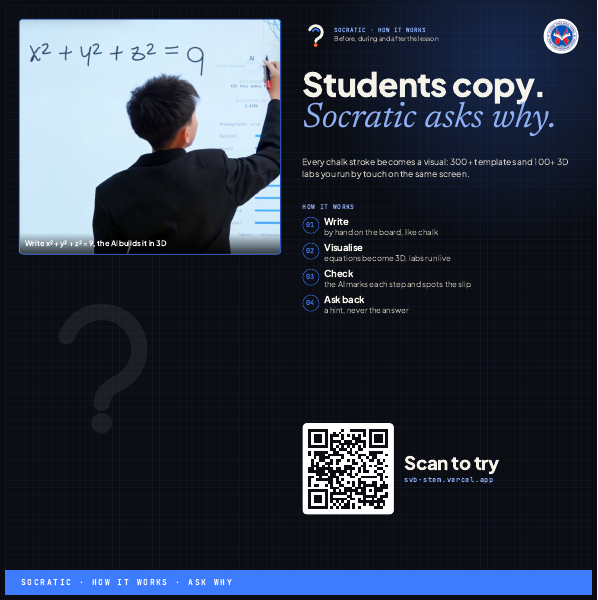 x² + y² + z² = 9
AI
Write x² + y² + z² = 9, the AI builds it in 3D
SOCRATIC · HOW IT WORKS
Before, during and after the lesson
Students copy.
Socratic asks why.
Every chalk stroke becomes a visual: 300+ templates and 100+ 3D
labs you run by touch on the same screen.
HOW IT WORKS
01 Write
by hand on the board, like chalk
02 Visualise
equations become 3D, labs run live
03 Check
the AI marks each step and spots the slip
04 Ask back
a hint, never the answer
?
Scan to try
svb-stem.vercel.app
SOCRATIC · HOW IT WORKS · ASK WHY